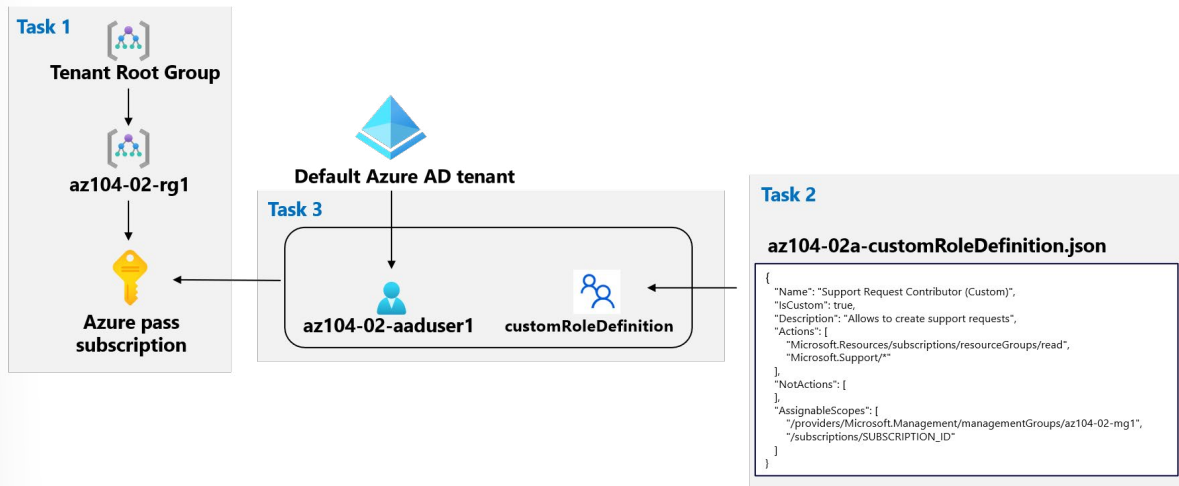 Task 1
Tenant Root Group
az104-02-rg1
Azure pass
subscription
Default Azure AD tenant
Task 3
az104-02-aaduser1
customRoleDefinition
Task 2
az104-02a-customRoleDefinition.json
{
"Name": "Support Request Contributor (Custom)",
"IsCustom": true,
"Description": "Allows to create support requests",
"Actions": [
"Microsoft.Resources/subscriptions/resourceGroups/read",
"Microsoft.Support/*"
],
"NotActions": [
],
"AssignableScopes": [
"/providers/Microsoft.Management/managementGroups/az104-02-mg1",
"/subscriptions/SUBSCRIPTION_ID"
]
}